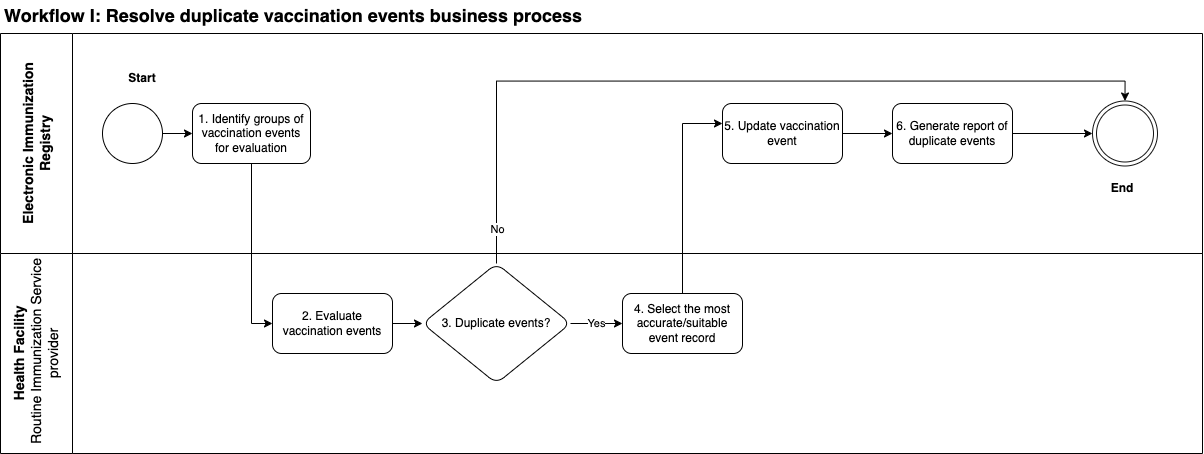 Workflow I: Resolve duplicate vaccination events business process
Electronic Immunization
Registry
Start
1. Identify groups of
vaccination events
for evaluation
5. Update vaccination
event
6. Generate report of
duplicate events
End
No
Health Facility
Routine Immunization Service
provider
2. Evaluate
vaccination events
3. Duplicate events?
Yes
4. Select the most
accurate/suitable
event record